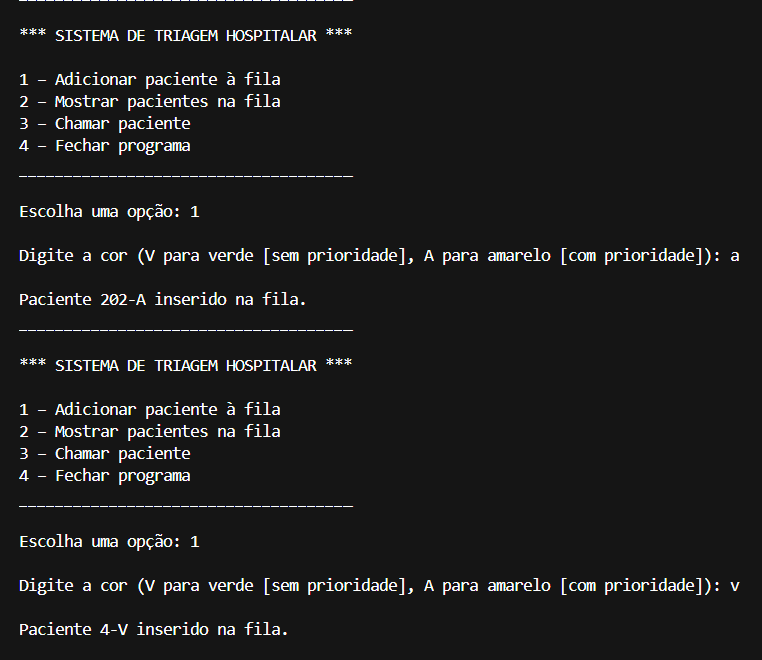 _____________________________________
*** SISTEMA DE TRIAGEM HOSPITALAR ***
1 – Adicionar paciente à fila
2 – Mostrar pacientes na fila
3 – Chamar paciente
4 – Fechar programa
_____________________________________
Escolha uma opção: 1
Digite a cor (V para verde [sem prioridade], A para amarelo [com prioridade]): a
Paciente 202-A inserido na fila.
_____________________________________
*** SISTEMA DE TRIAGEM HOSPITALAR ***
1 – Adicionar paciente à fila
2 – Mostrar pacientes na fila
3 – Chamar paciente
4 – Fechar programa
_____________________________________
Escolha uma opção: 1
Digite a cor (V para verde [sem prioridade], A para amarelo [com prioridade]): v
Paciente 4-V inserido na fila.